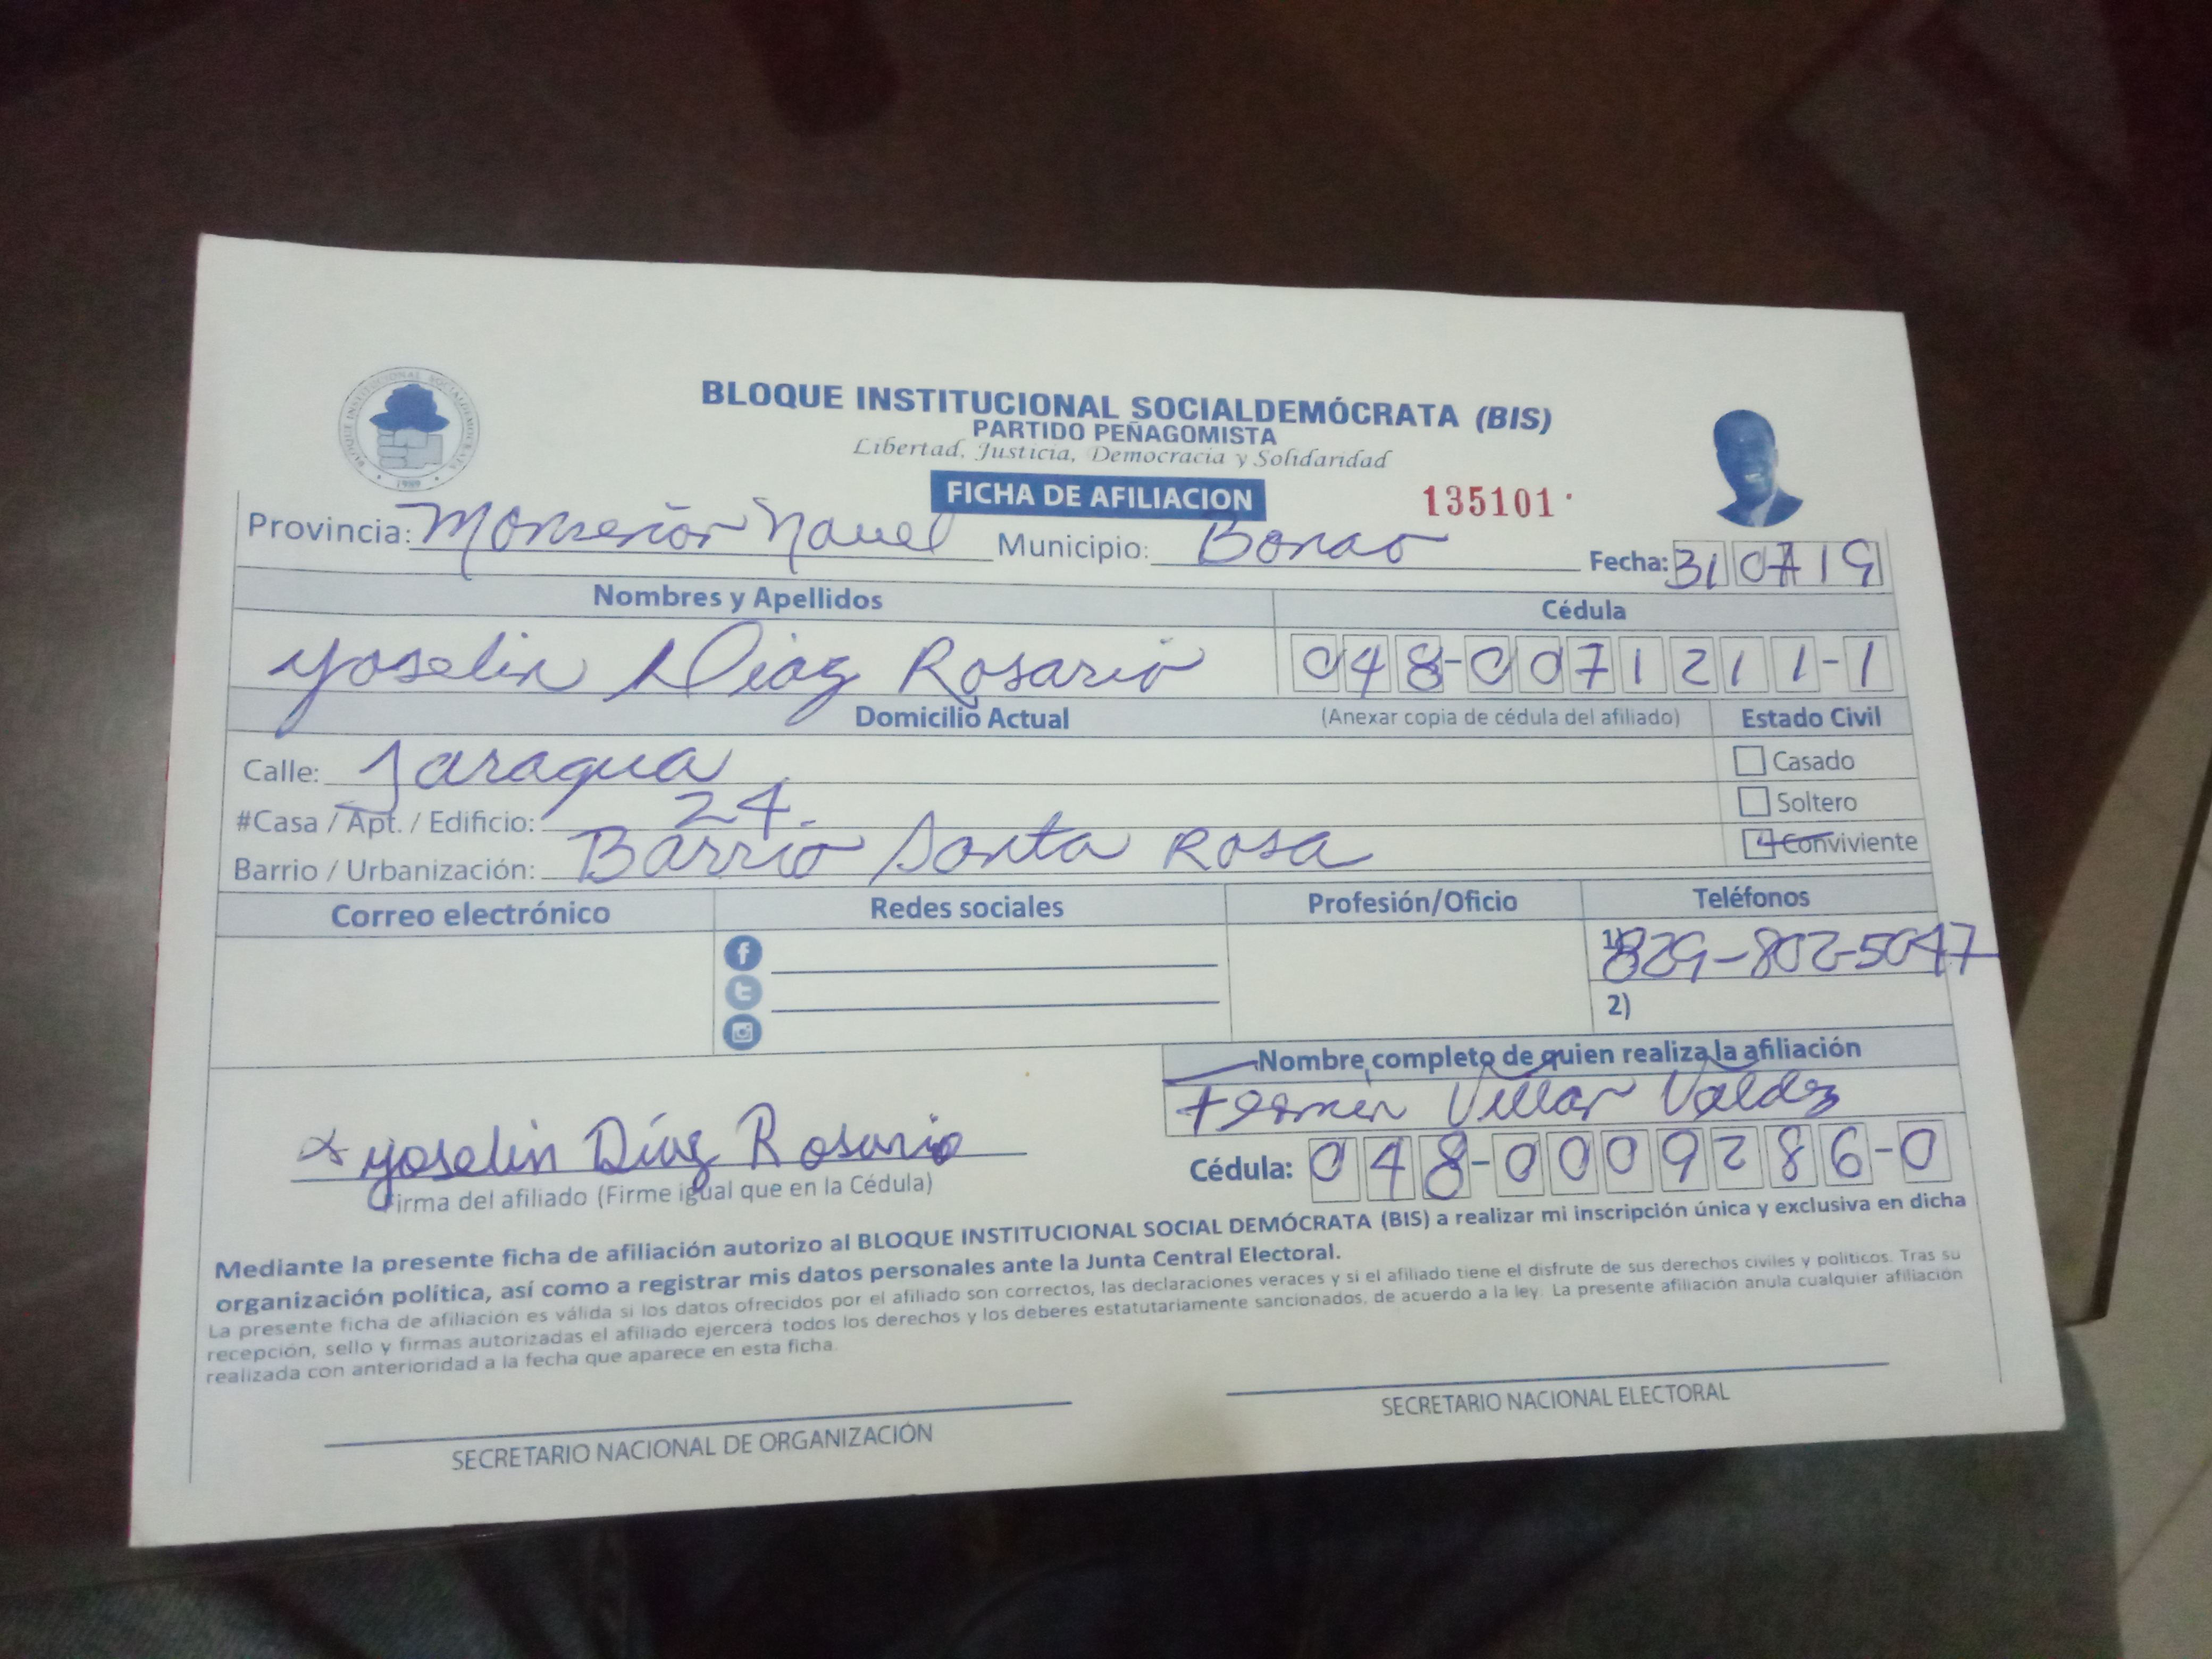 BLOQUE INSTITUCIONAL SOCIALDEMOCRATA
1989
BLOQUE INSTITUCIONAL SOCIALDEMÓCRATA (BIS)
PARTIDO PEÑAGOMISTA
Libertad, Justicia, Democracia y Solidaridad
FICHA DE AFILIACION
135101
Provincia: Monseñor Nouel Municipio: Bonao Fecha: 310719
Nombres y Apellidos Cédula
Yoselin Diaz Rosario 048-0071211-1
Domicilio Actual (Anexar copia de cédula del afiliado) Estado Civil
Calle: Jaragua Casado
#Casa / Apt. / Edificio: 24. Soltero
Barrio / Urbanización: Barrio Santa Rosa Conviviente
Correo electrónico Redes sociales Profesión/Oficio Teléfonos
1) 829-802-5047
2)
Nombre completo de quien realiza la afiliación
Fermin Villar Valdez
x yoselin Díaz Rosario Cédula: 048-0009286-0
Firma del afiliado (Firme igual que en la Cédula)
Mediante la presente ficha de afiliación autorizo al BLOQUE INSTITUCIONAL SOCIAL DEMÓCRATA (BIS) a realizar mi inscripción única y exclusiva en dicha
organización política, así como a registrar mis datos personales ante la Junta Central Electoral.
La presente ficha de afiliación es válida si los datos ofrecidos por el afiliado son correctos, las declaraciones veraces y si el afiliado tiene el disfrute de sus derechos civiles y políticos. Tras su
recepción, sello y firmas autorizadas el afiliado ejercerá todos los derechos y los deberes estatutariamente sancionados, de acuerdo a la ley. La presente afiliación anula cualquier afiliación
realizada con anterioridad a la fecha que aparece en esta ficha.
SECRETARIO NACIONAL DE ORGANIZACIÓN SECRETARIO NACIONAL ELECTORAL